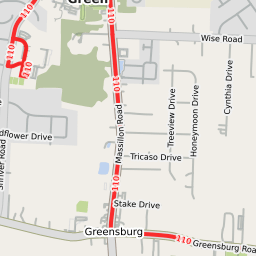 Green
110
Wise Road
110
110
110
Cynthia Drive
Massillon Road
Treeview Drive
Honeymoon Drive
dflower Drive
Shriver Road
Tricaso Drive
110
Stake Drive
Greensburg
110
Greensburg Roa